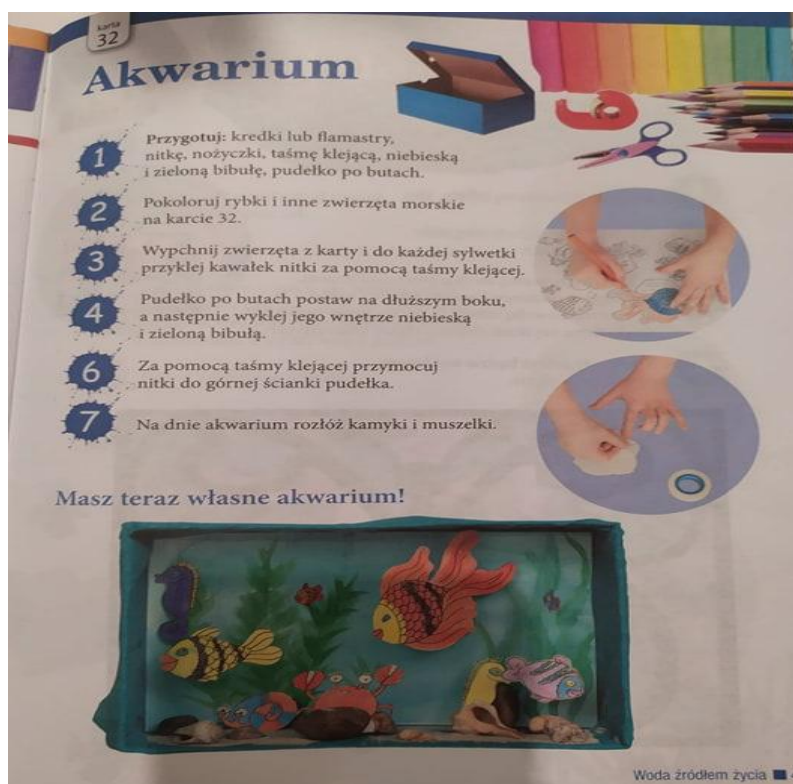 karta
32
Akwarium
1
Przygotuj: kredki lub flamastry,
nitkę, nożyczki, taśmę klejącą, niebieską
i zieloną bibułę, pudełko po butach.
2
Pokoloruj rybki i inne zwierzęta morskie
na karcie 32.
3
Wypchnij zwierzęta z karty i do każdej sylwetki
przyklej kawałek nitki za pomocą taśmy klejącej.
4
Pudełko po butach postaw na dłuższym boku,
a następnie wyklej jego wnętrze niebieską
i zieloną bibułą.
6
Za pomocą taśmy klejącej przymocuj
nitki do górnej ścianki pudełka.
7
Na dnie akwarium rozłóż kamyki i muszelki.
Masz teraz własne akwarium!
Woda źródłem życia